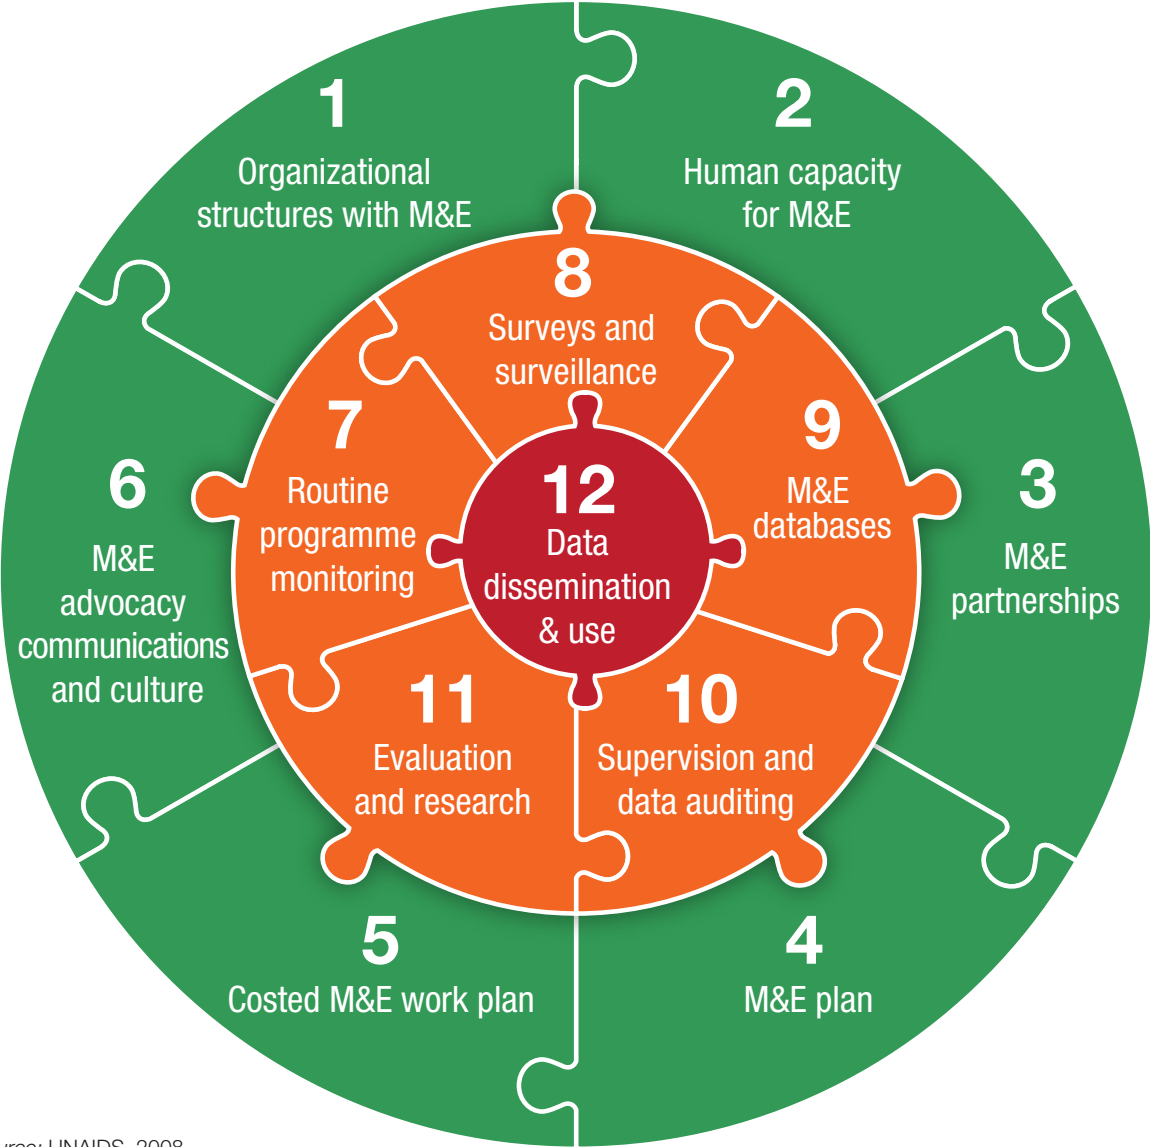 1
Organizational
structures with M&E
2
Human capacity
for M&E
3
M&E
partnerships
4
M&E plan
5
Costed M&E work plan
6
M&E
advocacy
communications
and culture
7
Routine
programme
monitoring
8
Surveys and
surveillance
9
M&E
databases
10
Supervision and
data auditing
11
Evaluation
and research
12
Data
dissemination
& use
UNAIDS, 2008